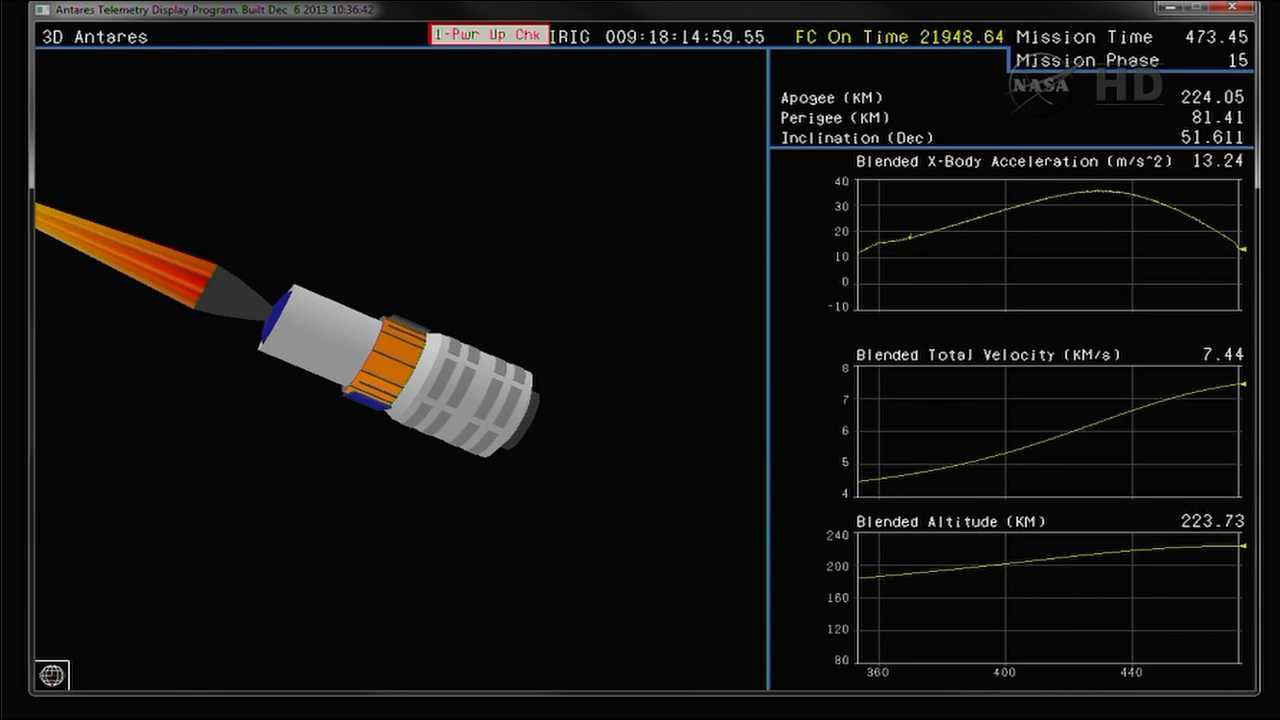 Antares Telemetry Display Program. Built Dec 6 2013 10:36:42
3D Antares
1-Pwr Up Chk
IRIG 009:18:14:59.55
FC On Time 21948.64
Mission Time 473.45
Mission Phase 15
NASA HD
Apogee (KM) 224.05
Perigee (KM) 81.41
Inclination (Dec) 51.611
Blended X-Body Acceleration (m/s^2) 13.24
40
30
20
10
0
-10
Blended Total Velocity (KM/s) 7.44
8
7
6
5
4
Blended Altitude (KM) 223.73
240
200
160
120
80
360 400 440